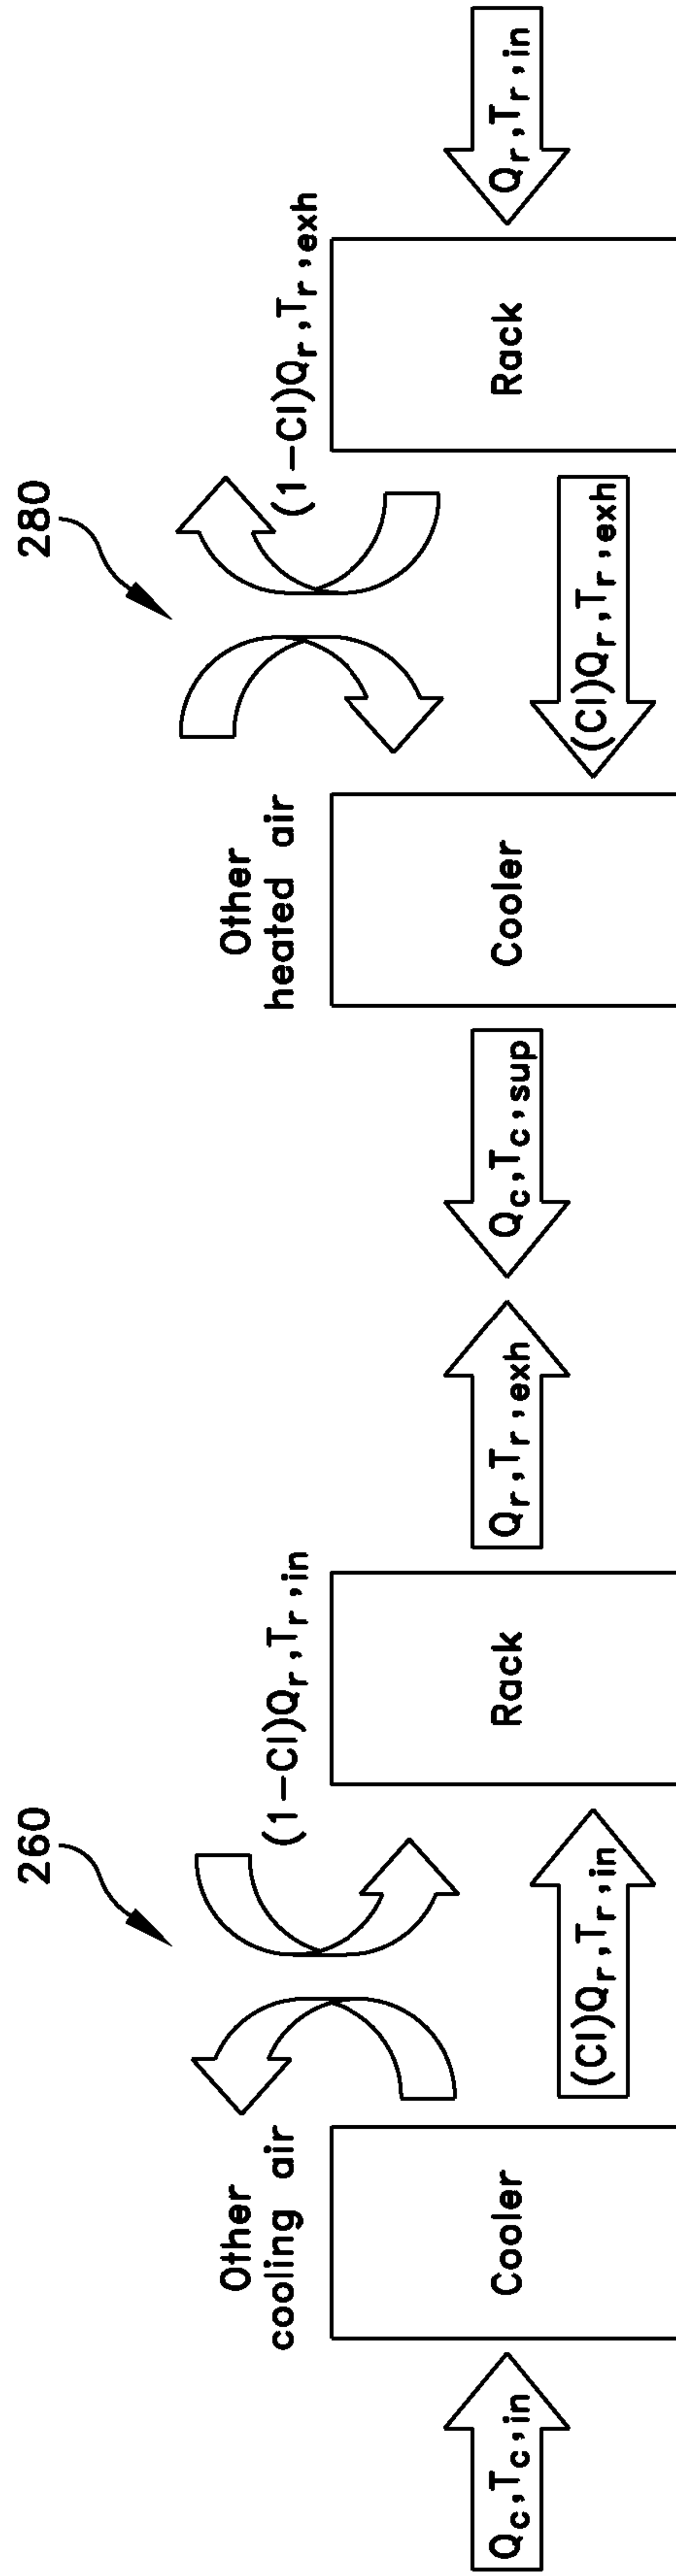 260
Other
cooling air
(1-CI)Qr,Tr,in
Qc,Tc,in
Cooler
(CI)Qr,Tr,in
Rack
Qr,Tr,exh
280
Other
heated air
(1-CI)Qr,Tr,exh
Qc,Tc,sup
Cooler
(CI)Qr,Tr,exh
Rack
Qr,Tr,in